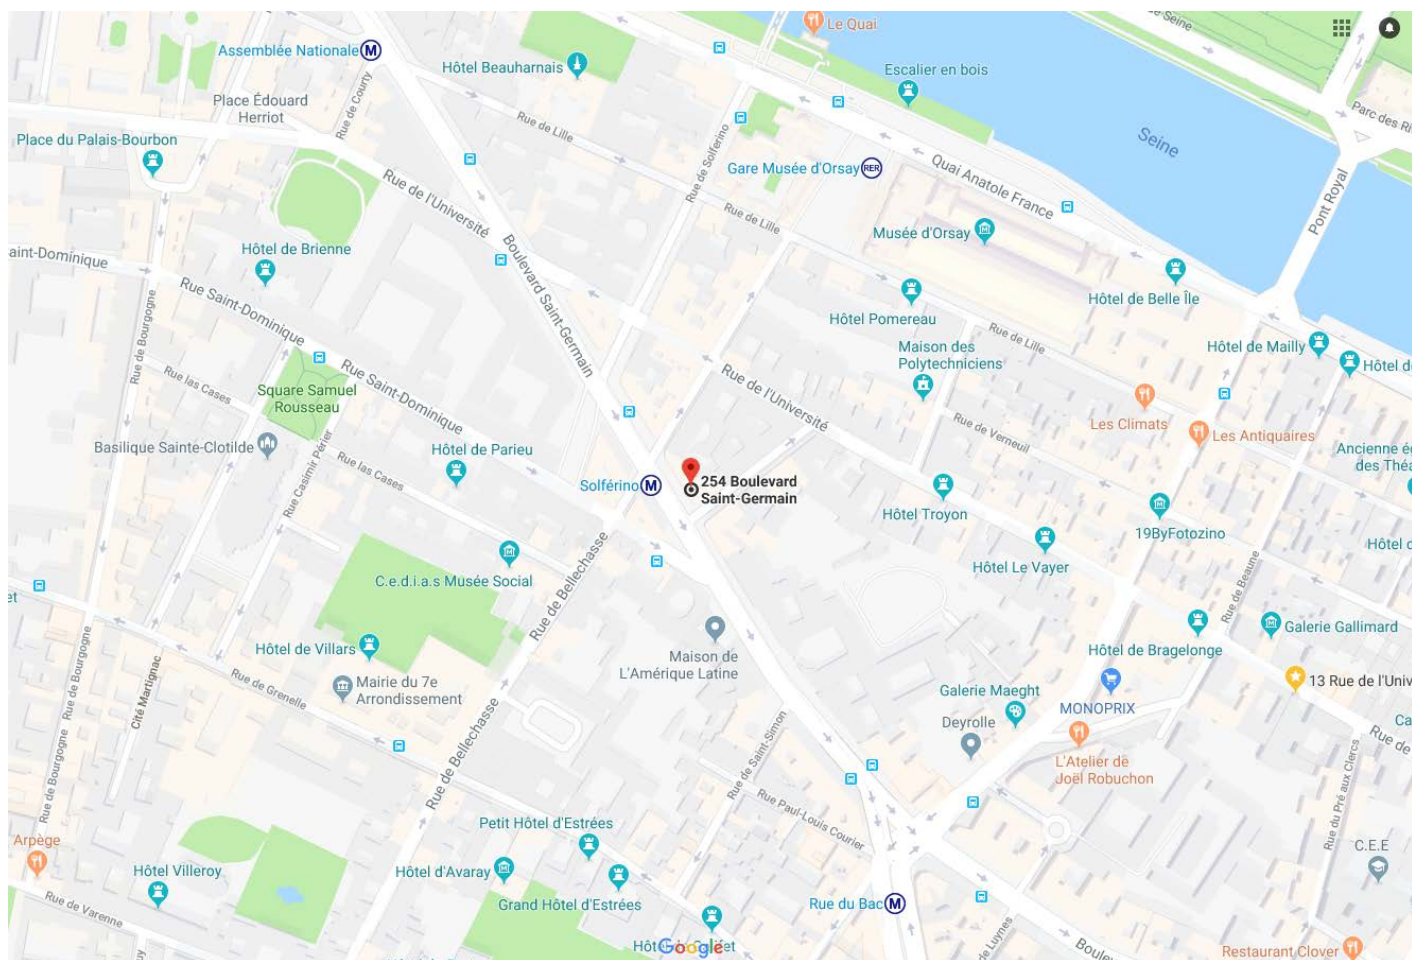 Le Quai
de Seine
Assemblée Nationale
M
Hôtel Beauharnais
Escalier en bois
Place Édouard
Herriot
Rue de Courty
Parc des Ri
Place du Palais-Bourbon
Rue de Lille
Rue de Solferino
Seine
Gare Musée d'Orsay
RER
Quai Anatole France
Pont Royal
Rue de l'Université
Rue de Lille
Musée d'Orsay
Hôtel de Brienne
aint-Dominique
Boulevard Saint-Germain
Rue Saint-Dominique
Hôtel de Belle Île
Rue de Bourgogne
Hôtel Pomereau
Rue de Lille
Maison des
Polytechniciens
Hôtel de Mailly
Hôtel de
Rue las Cases
Square Samuel
Rousseau
Rue Saint-Dominique
Rue de l'Université
Les Climats
Rue de Verneuil
Les Antiquaires
Basilique Sainte-Clotilde
Rue Casimir Périer
Hôtel de Parieu
Ancienne éc
des Théa
Rue las Cases
Solférino
M
254 Boulevard
Saint-Germain
Hôtel Troyon
19ByFotozino
Hôtel d
Hôtel Le Vayer
C.e.d.i.a.s Musée Social
Rue de Bellechasse
Rue de Beaune
et
Galerie Gallimard
Hôtel de Villars
Maison de
L'Amérique Latine
Hôtel de Bragelonge
Rue de Bourgogne
Rue de Bourgogne
Cité Martignac
Rue de Grenelle
Mairie du 7e
Arrondissement
Galerie Maeght
13 Rue de l'Univ
MONOPRIX
Deyrolle
Ca
Rue de
Rue de Bellechasse
Rue de Saint-Simon
L'Atelier de
Joël Robuchon
Rue Paul-Louis Courier
Rue du Pré aux Clercs
Petit Hôtel d'Estrées
Arpège
C.E.E
Hôtel Villeroy
Hôtel d'Avaray
Grand Hôtel d'Estrées
Rue du Bac
M
Rue de Varenne
Google
de Luynes
Boule
Restaurant Clover